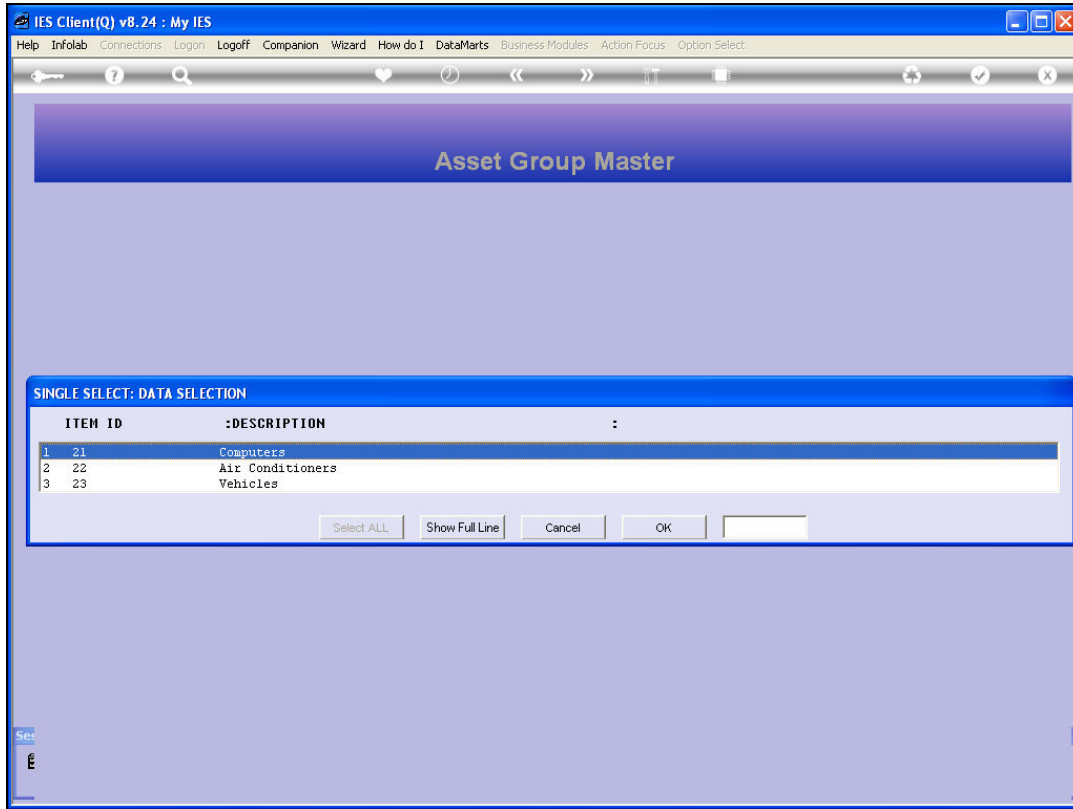 IES Client(Q) v8.24 : My IES
Help Infolab Connections Logon Logoff Companion Wizard How do I DataMarts Business Modules Action Focus Option Select
Asset Group Master
SINGLE SELECT: DATA SELECTION
ITEM ID :DESCRIPTION :
1 21 Computers
2 22 Air Conditioners
3 23 Vehicles
Select ALL Show Full Line Cancel OK
Ses